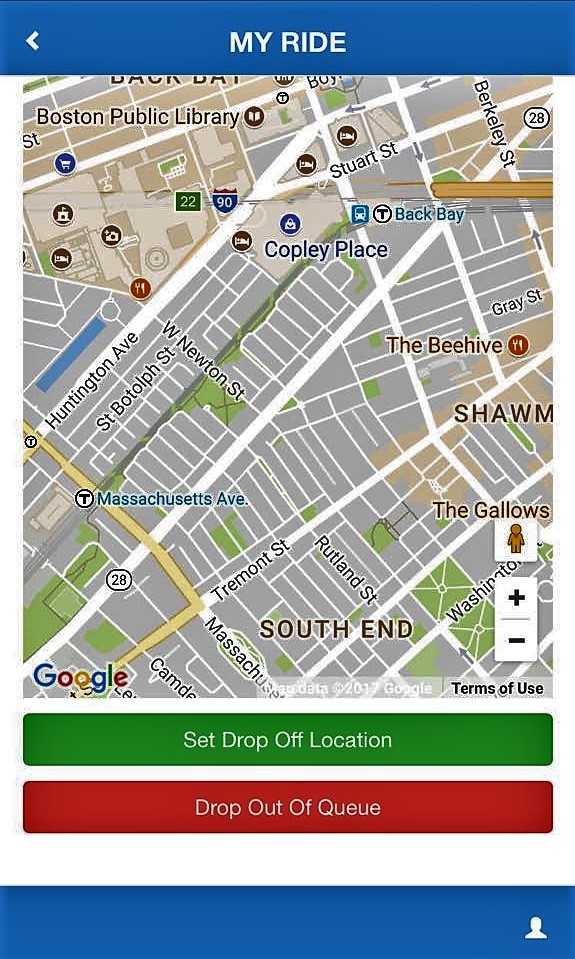 MY RIDE
BACK BAY
Boy
Boston Public Library
T
28
Berkeley St
St
Stuart St
22
90
T Back Bay
Copley Place
Gray St
The Beehive
Huntington Ave
W Newton St
St Botolph St
SHAWM
T
T Massachusetts Ave.
The Gallows
28
Tremont St
Rutland St
Washington
+
SOUTH END
−
Massachuse
Camde
Google
Le
Map data ©2017 Google
Terms of Use
Set Drop Off Location
Drop Out Of Queue